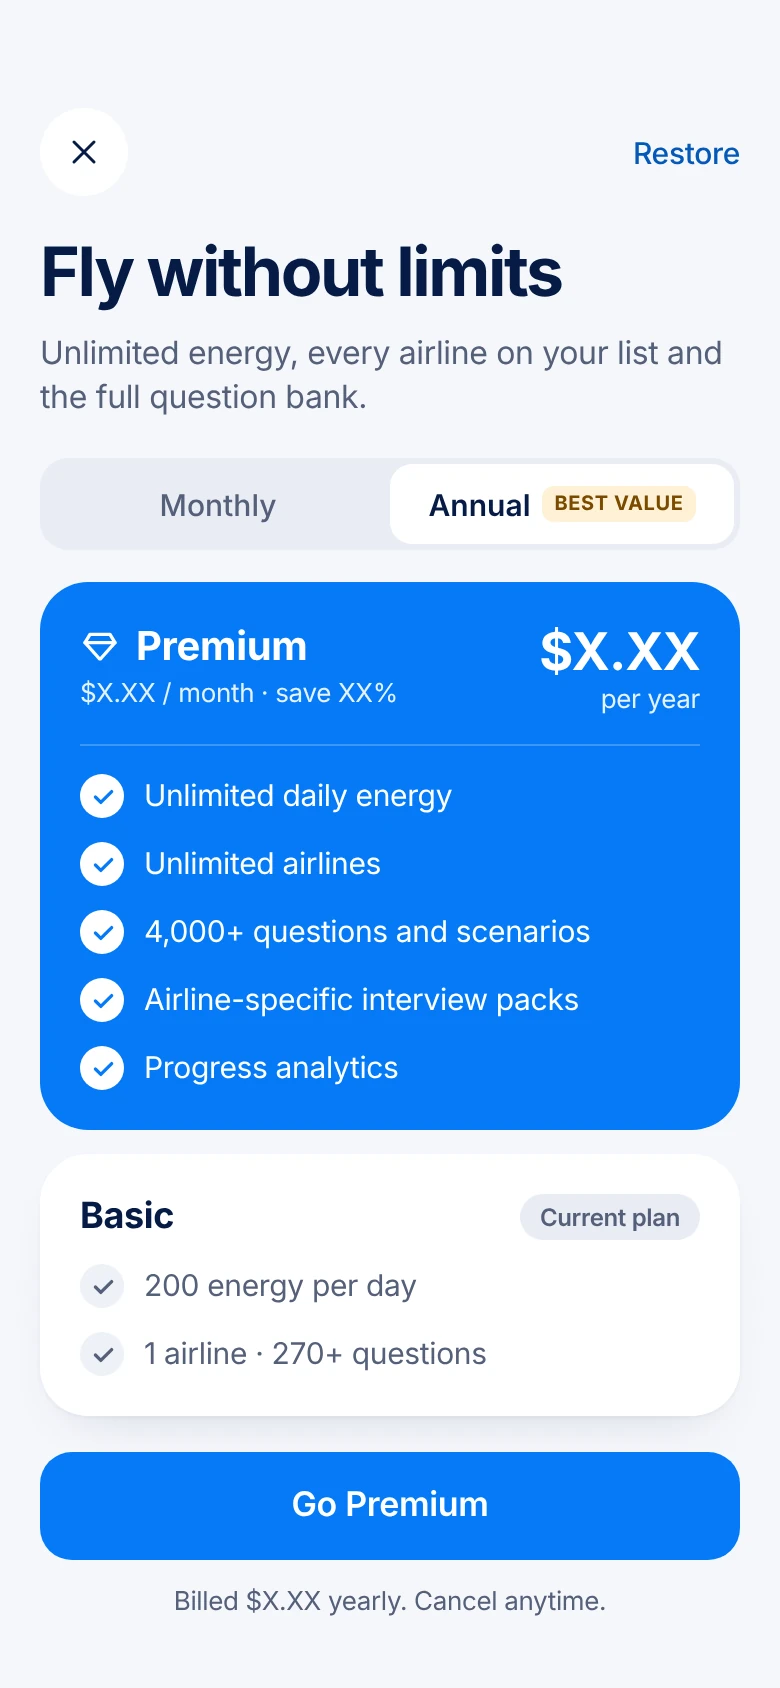 Restore
Fly without limits
Unlimited energy, every airline on your list and
the full question bank.
Monthly
Annual BEST VALUE
Premium
$X.XX
$X.XX / month · save XX%
per year
Unlimited daily energy
Unlimited airlines
4,000+ questions and scenarios
Airline-specific interview packs
Progress analytics
Basic
Current plan
200 energy per day
1 airline · 270+ questions
Go Premium
Billed $X.XX yearly. Cancel anytime.